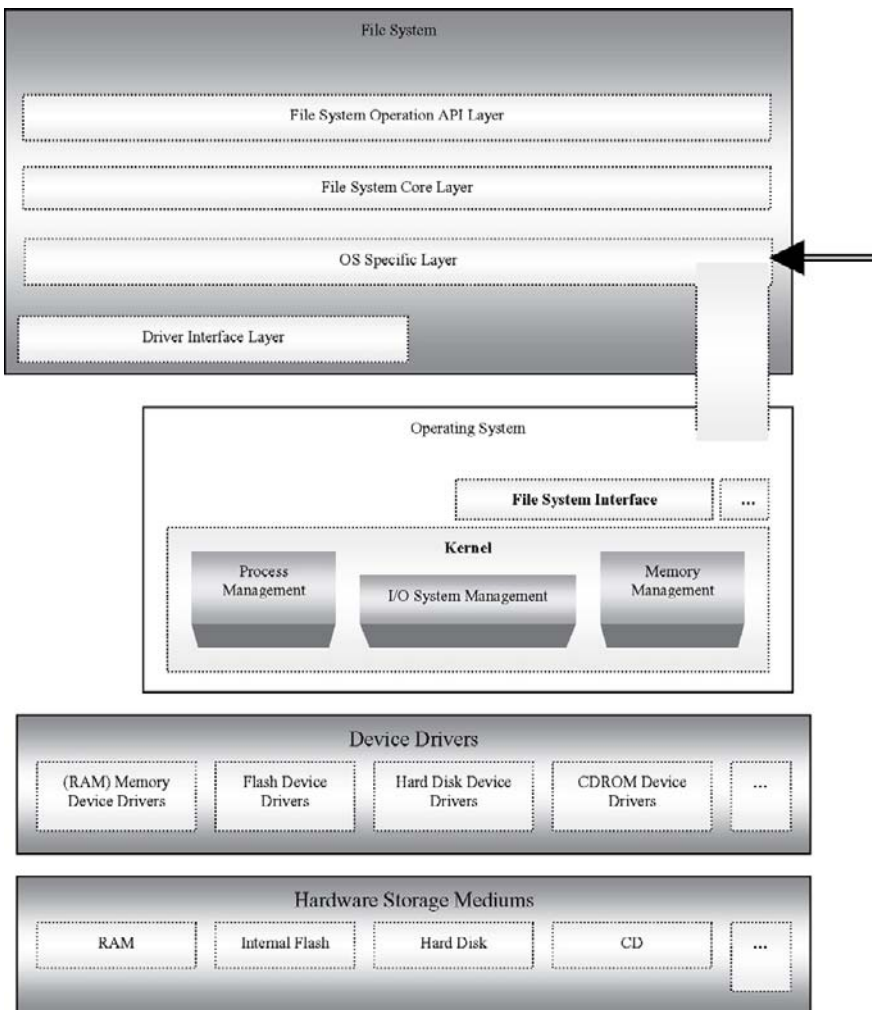 File System
File System Operation API Layer
File System Core Layer
OS Specific Layer
Driver Interface Layer
Operating System
File System Interface
...
Kernel
Process
Management
I/O System Management
Memory
Management
Device Drivers
(RAM) Memory
Device Drivers
Flash Device
Drivers
Hard Disk Device
Drivers
CDROM Device
Drivers
...
Hardware Storage Mediums
RAM
Internal Flash
Hard Disk
CD
...